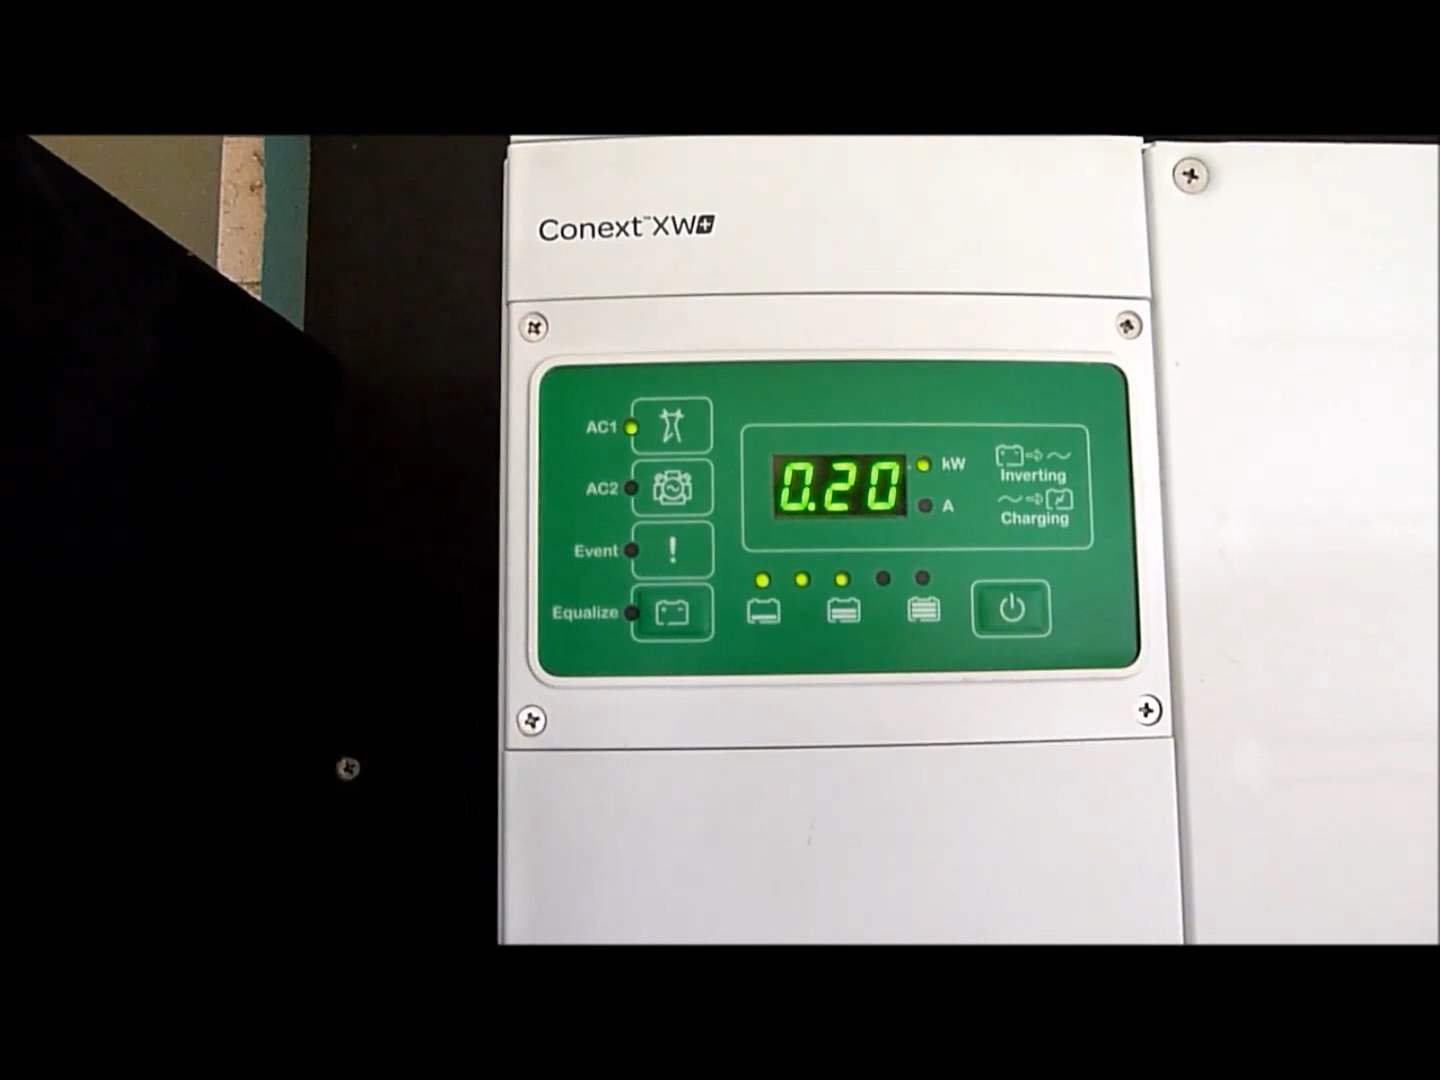 Conext™XW+
AC1
AC2
Event
!
Equalize
0.20
kW
A
Inverting
Charging